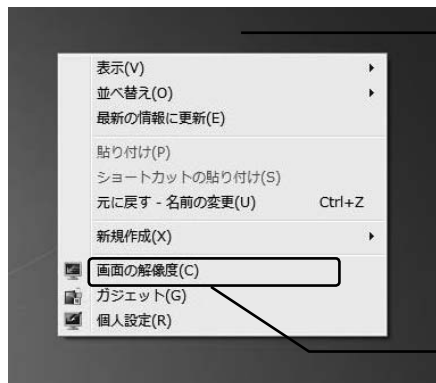 表示(V)
並べ替え(O)
最新の情報に更新(E)
貼り付け(P)
ショートカットの貼り付け(S)
元に戻す - 名前の変更(U) Ctrl+Z
新規作成(X)
画面の解像度(C)
ガジェット(G)
個人設定(R)